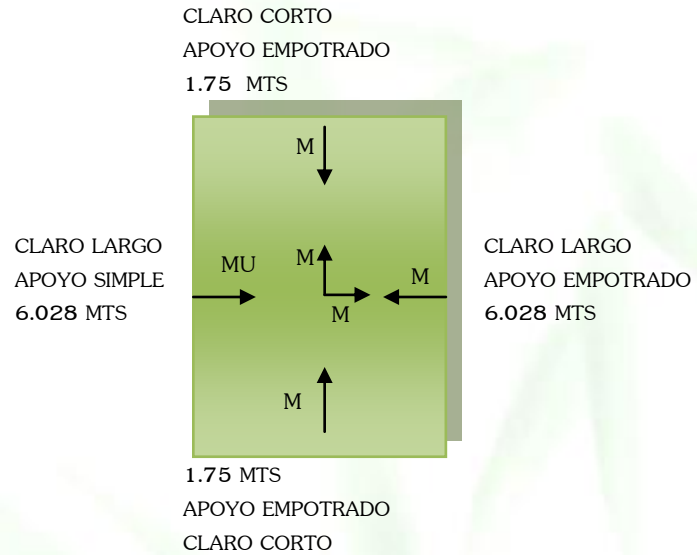 CLARO CORTO
APOYO EMPOTRADO
1.75 MTS
M
CLARO LARGO
APOYO SIMPLE
6.028 MTS
MU
M
M
M
CLARO LARGO
APOYO EMPOTRADO
6.028 MTS
M
1.75 MTS
APOYO EMPOTRADO
CLARO CORTO